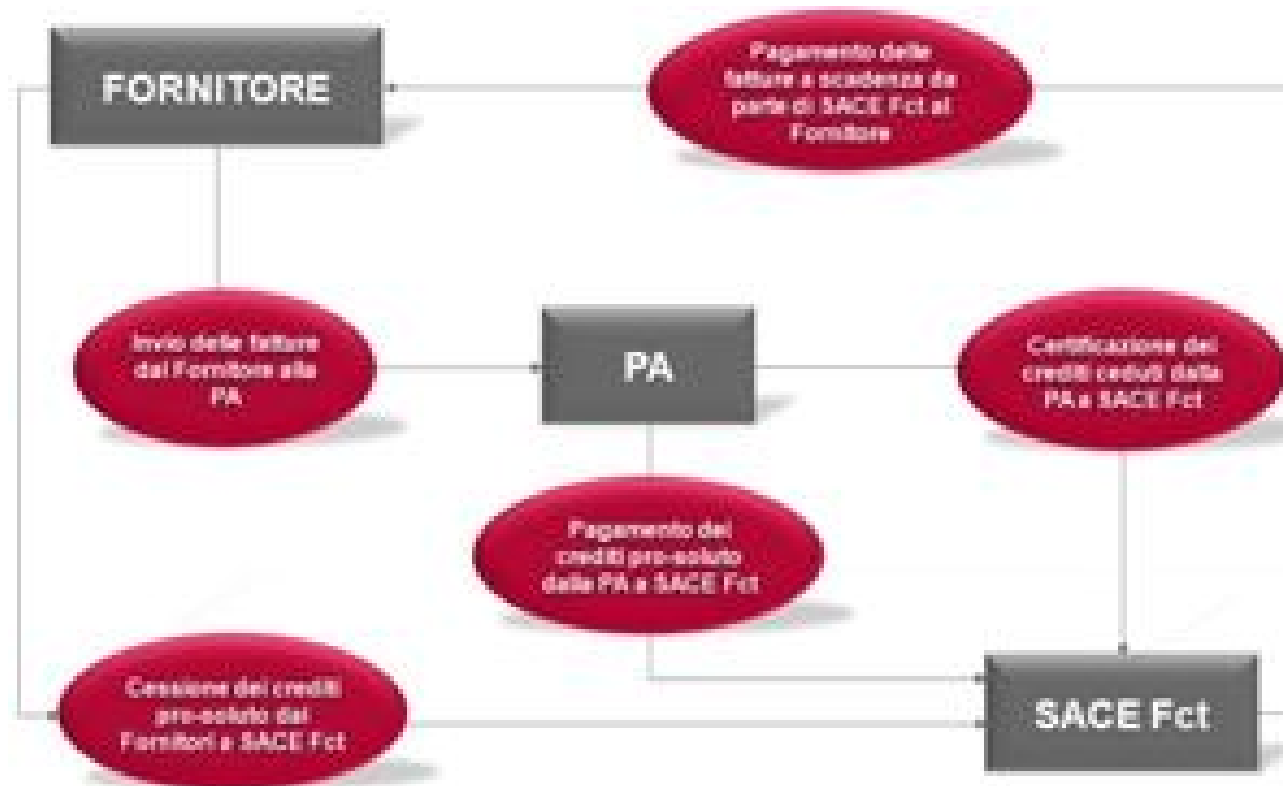 FORNITORE
Pagamento delle
fatture a scadenza da
parte di SACE Fct al
Fornitore
Invio delle fatture
dal Fornitore alla
PA
PA
Certificazione dei
crediti ceduti dalla
PA a SACE Fct
Pagamento dei
crediti pro-soluto
dalla PA a SACE Fct
Cessione dei crediti
pro-soluto dai
Fornitori a SACE Fct
SACE Fct